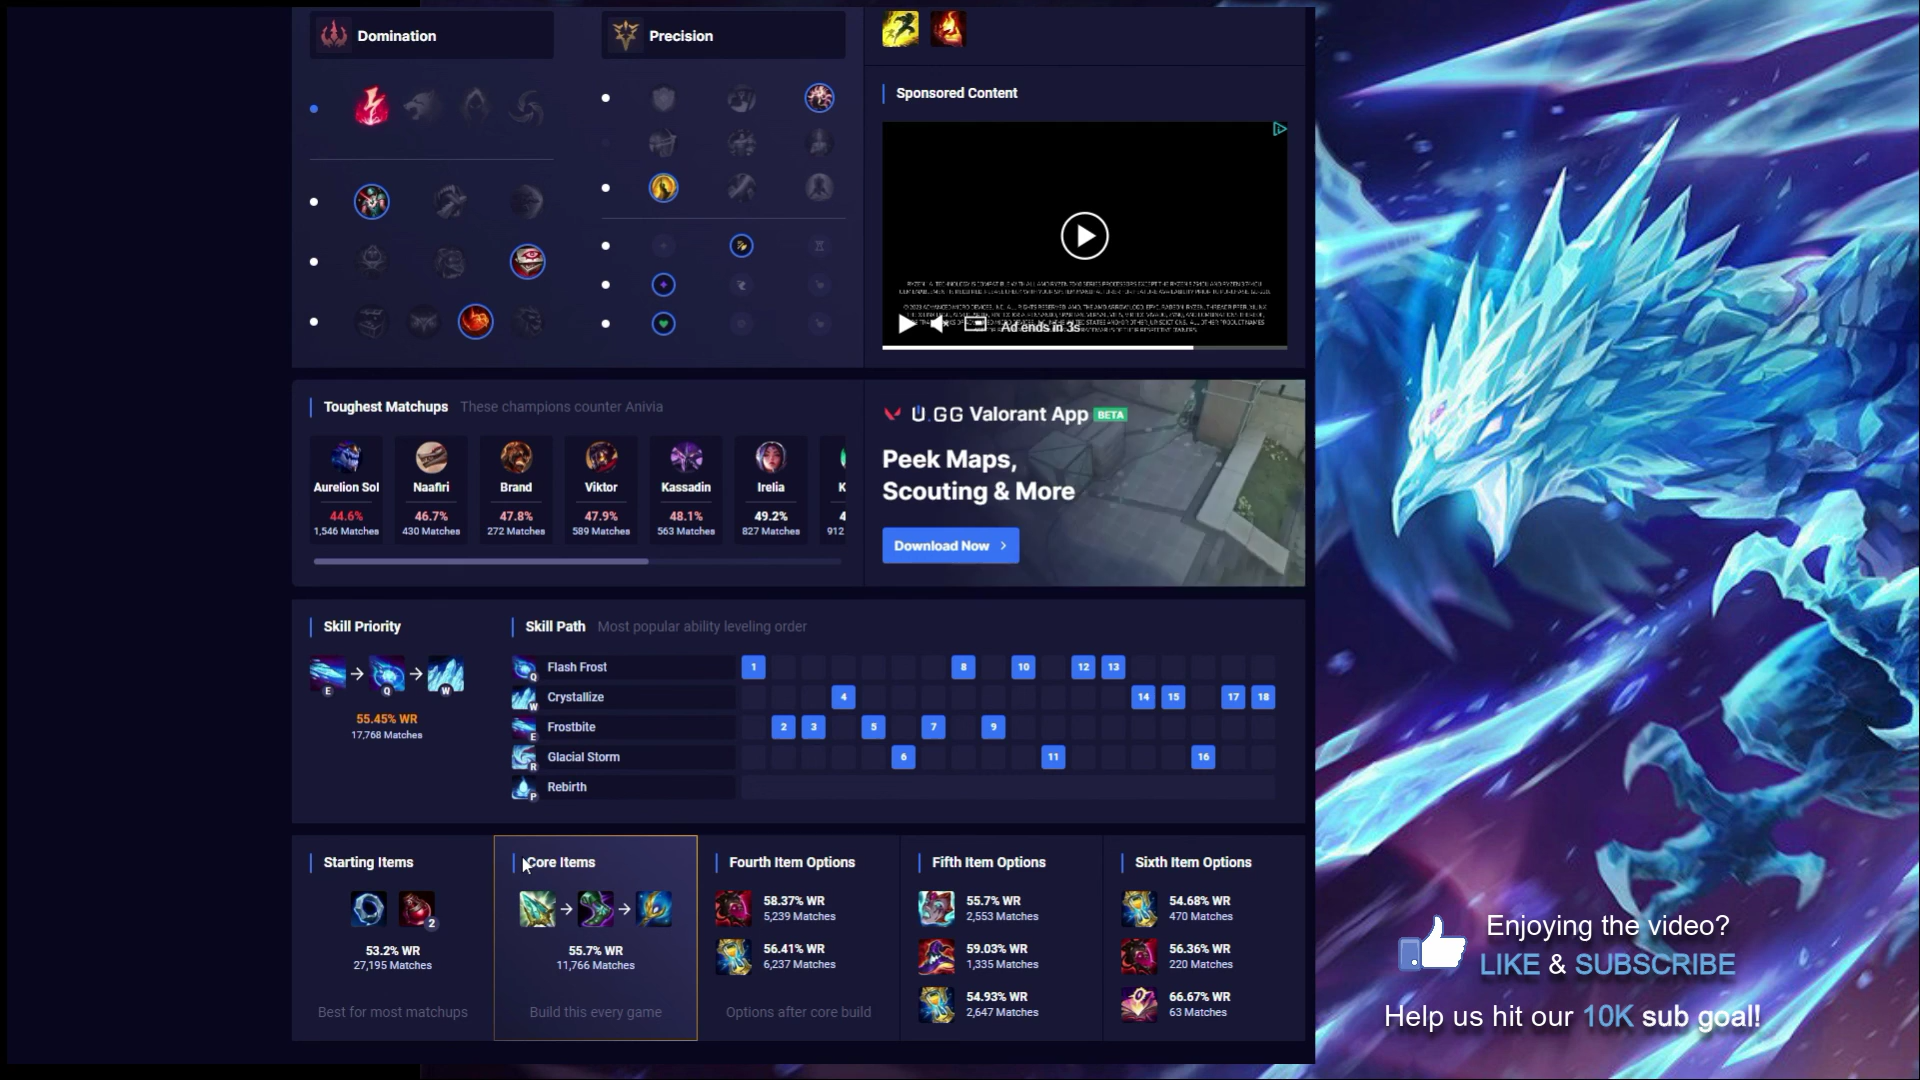 Domination
Precision
Sponsored Content
Ad ends in 3s
Toughest Matchups These champions counter Anivia
Aurelion Sol
44.6%
1,546 Matches
Naafiri
46.7%
430 Matches
Brand
47.8%
272 Matches
Viktor
47.9%
589 Matches
Kassadin
48.1%
563 Matches
Irelia
49.2%
827 Matches
K
4
912
U.GG Valorant App BETA
Peek Maps,
Scouting & More
Download Now
Skill Priority
E Q W
55.45% WR
17,768 Matches
Skill Path Most popular ability leveling order
Q Flash Frost 1 8 10 12 13
W Crystallize 4 14 15 17 18
E Frostbite 2 3 5 7 9
R Glacial Storm 6 11 16
P Rebirth
Starting Items
2
53.2% WR
27,195 Matches
Best for most matchups
Core Items
55.7% WR
11,766 Matches
Build this every game
Fourth Item Options
58.37% WR
5,239 Matches
56.41% WR
6,237 Matches
Options after core build
Fifth Item Options
55.7% WR
2,553 Matches
59.03% WR
1,335 Matches
54.93% WR
2,647 Matches
Sixth Item Options
54.68% WR
470 Matches
56.36% WR
220 Matches
66.67% WR
63 Matches
Enjoying the video?
LIKE & SUBSCRIBE
Help us hit our 10K sub goal!